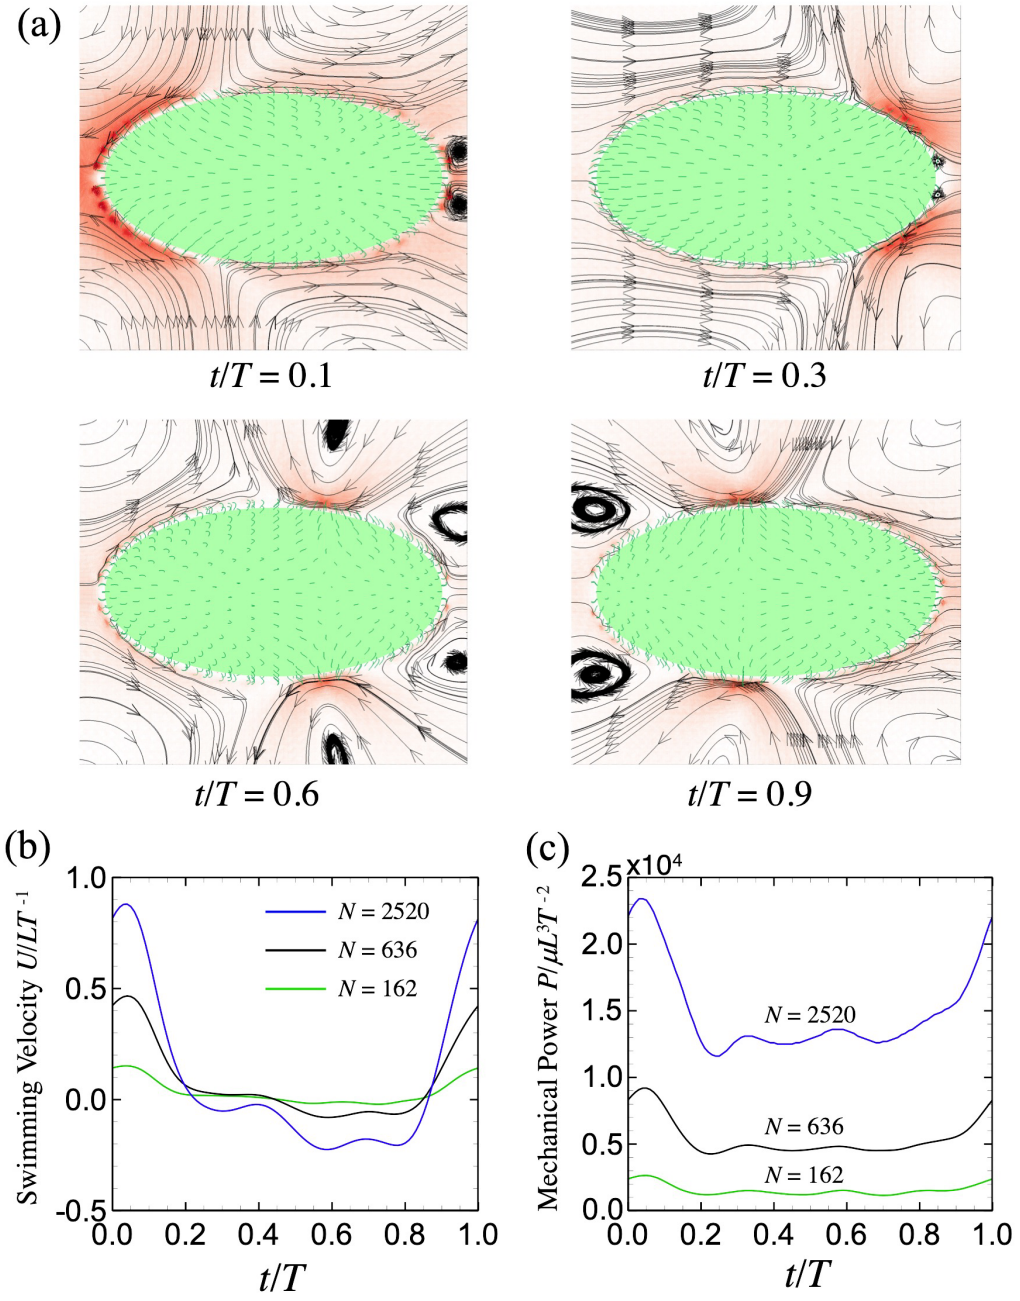 (a)
t/T = 0.1
t/T = 0.3
t/T = 0.6
t/T = 0.9
(b)
1.0
0.5
0.0
-0.5
Swimming Velocity U/LT⁻¹
N = 2520
N = 636
N = 162
0.0 0.2 0.4 0.6 0.8 1.0
t/T
(c)
2.5 x10⁴
2.0
1.5
1.0
0.5
0.0
Mechanical Power P/μL³T⁻²
N = 2520
N = 636
N = 162
0.0 0.2 0.4 0.6 0.8 1.0
t/T